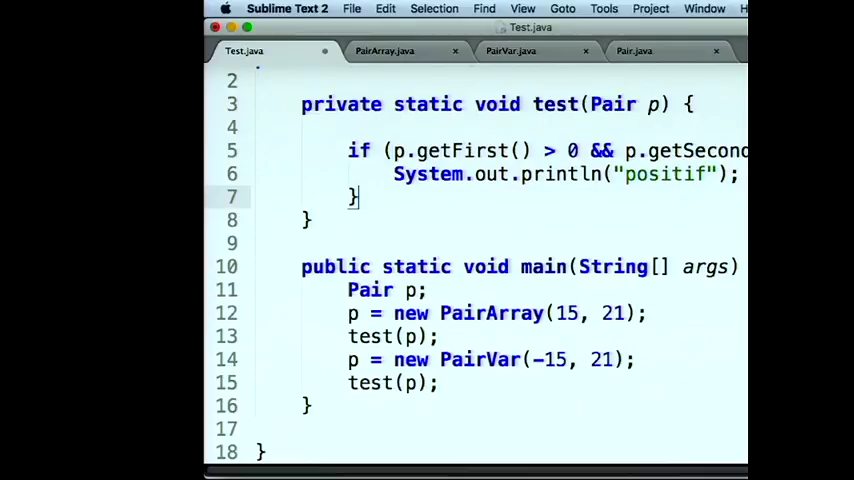 Sublime Text 2 File Edit Selection Find View Goto Tools Project Window
Test.java
Test.java PairArray.java PairVar.java Pair.java
2
3 private static void test(Pair p) {
4
5 if (p.getFirst() > 0 && p.getSecond
6 System.out.println("positif");
7 }
8 }
9
10 public static void main(String[] args)
11 Pair p;
12 p = new PairArray(15, 21);
13 test(p);
14 p = new PairVar(-15, 21);
15 test(p);
16 }
17
18 }